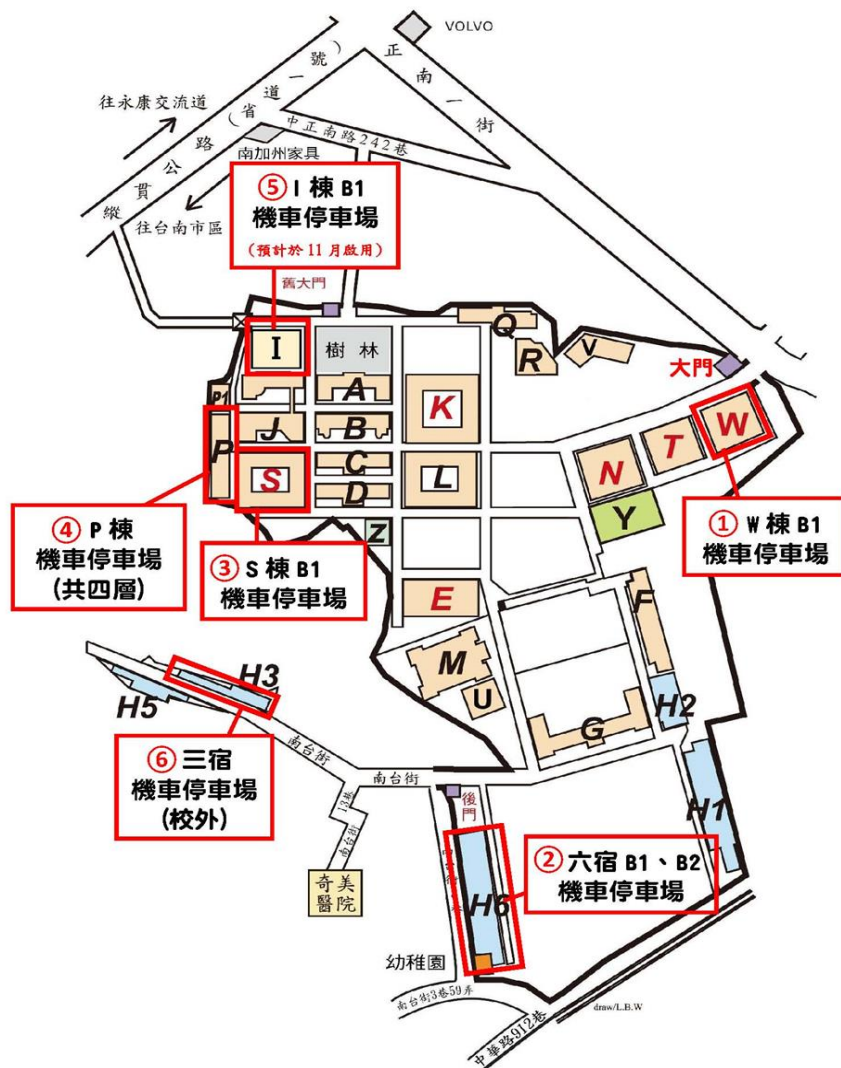 VOLVO
正南一街
往永康交流道
縱貫公路(省道一號)
中正南路242巷
南加州家具
往台南市區
⑤ I 棟 B1
機車停車場
(預計於 11 月啟用)
舊大門
大門
I
樹林
Q
R
V
A
K
P1
J
B
P
C
L
S
D
N
T
W
Y
Z
① W 棟 B1
機車停車場
④ P 棟
機車停車場
(共四層)
③ S 棟 B1
機車停車場
E
F
M
U
H3
H5
H2
G
⑥ 三宿
機車停車場
(校外)
南台街
南台街
13巷
南台街
後門
H1
奇美
醫院
② 六宿 B1、B2
機車停車場
H6
幼稚園
南台街3巷59弄
draw/L.B.W
中華路912巷